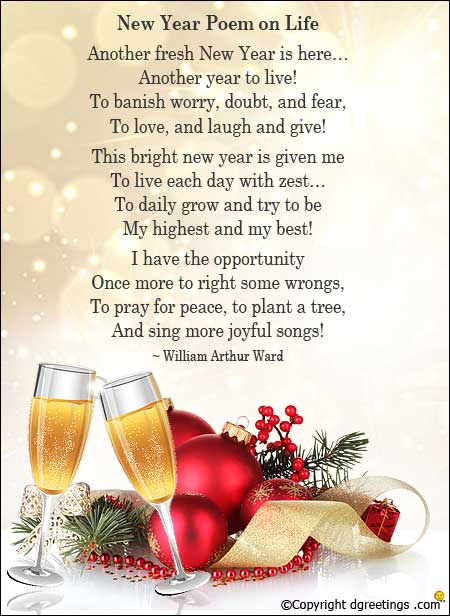 New Year Poem on Life
Another fresh New Year is here…
Another year to live!
To banish worry, doubt, and fear,
To love, and laugh and give!
This bright new year is given me
To live each day with zest…
To daily grow and try to be
My highest and my best!
I have the opportunity
Once more to right some wrongs,
To pray for peace, to plant a tree,
And sing more joyful songs!
~ William Arthur Ward
©Copyright dgreetings .com